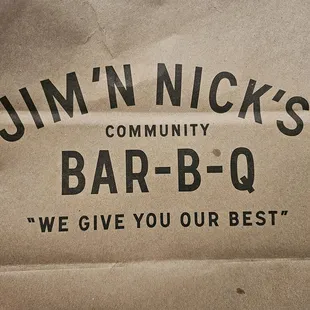 JIM'N NICK'S
COMMUNITY
BAR-B-Q
"WE GIVE YOU OUR BEST"